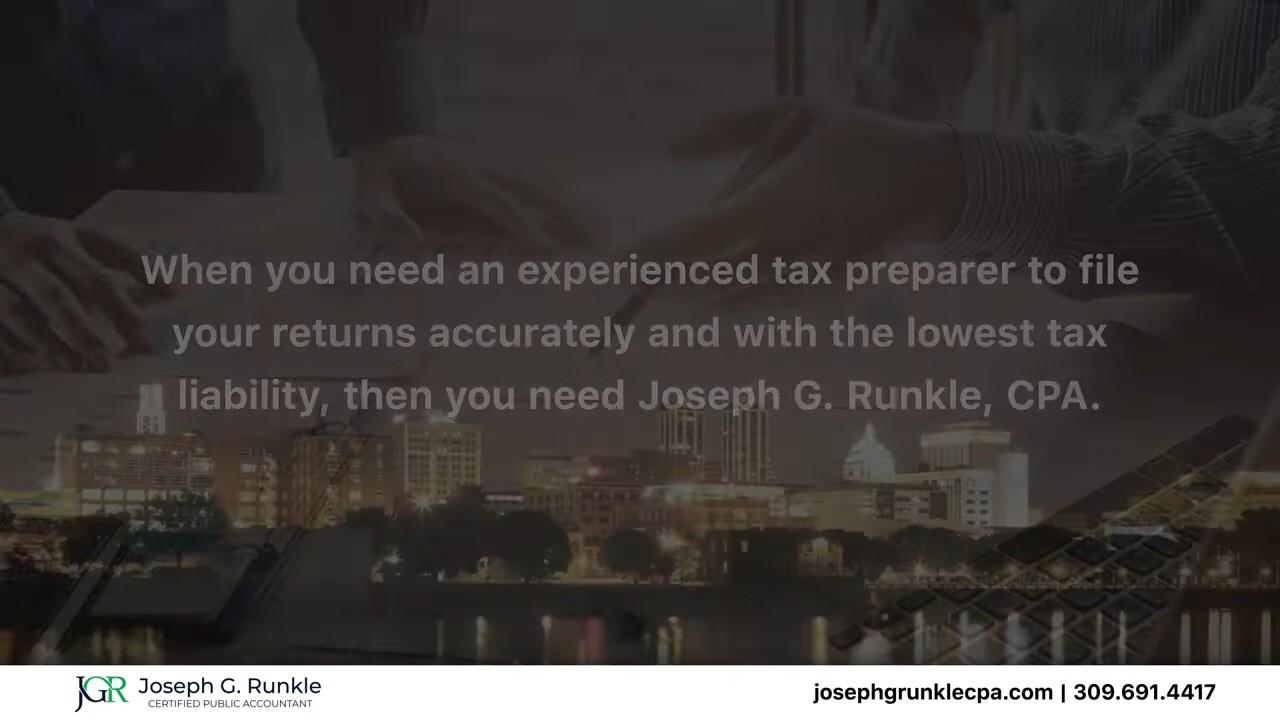 When you need an experienced tax preparer to file
your returns accurately and with the lowest tax
liability, then you need Joseph G. Runkle, CPA.
JGR Joseph G. Runkle
CERTIFIED PUBLIC ACCOUNTANT
josephgrunklecpa.com | 309.691.4417